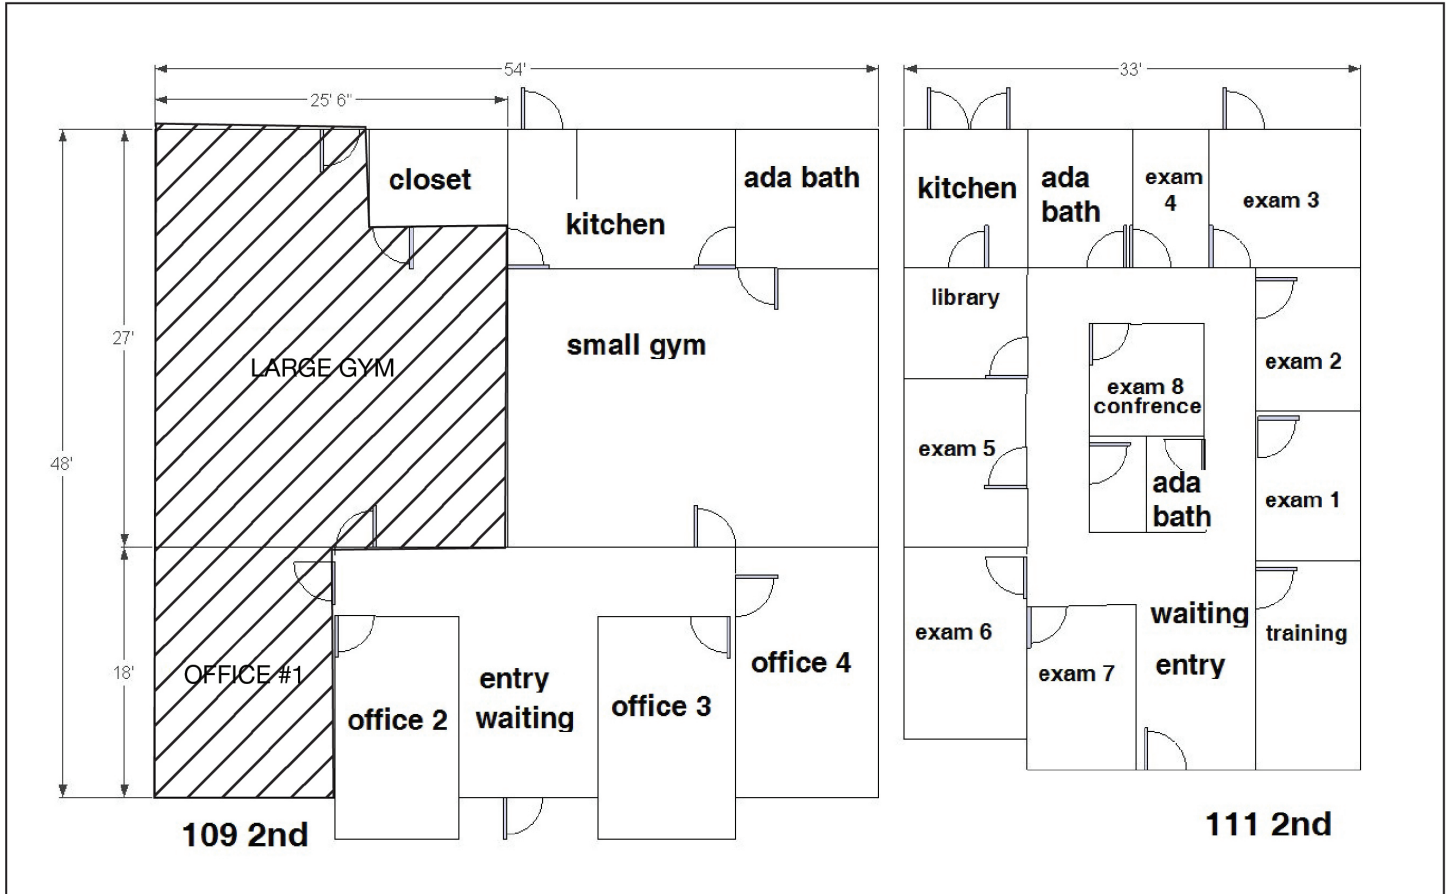 54'
33'
25' 6"
closet
kitchen
ada bath
kitchen
ada
bath
exam
4
exam 3
27'
LARGE GYM
small gym
library
exam 2
exam 8
confrence
48'
exam 5
ada
bath
exam 1
18'
OFFICE #1
office 2
entry
waiting
office 3
office 4
exam 6
exam 7
waiting
entry
training
109 2nd
111 2nd